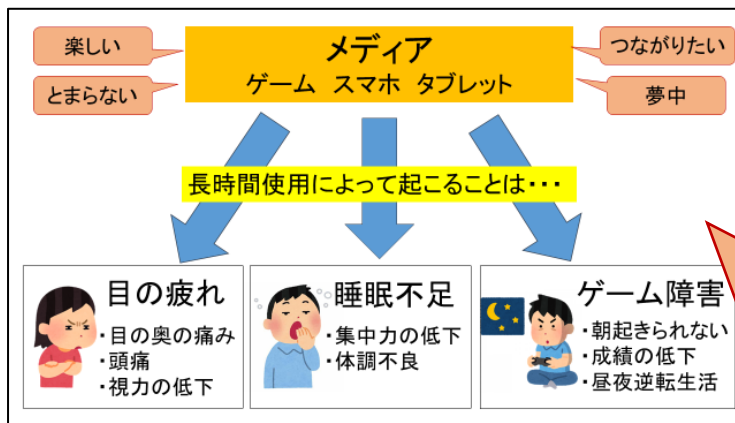 楽しい
メディア
つながりたい
とまらない
ゲーム　スマホ　タブレット
夢中
長時間使用によって起こることは・・・
目の疲れ
・目の奥の痛み
・頭痛
・視力の低下
睡眠不足
・集中力の低下
・体調不良
ゲーム障害
・朝起きられない
・成績の低下
・昼夜逆転生活